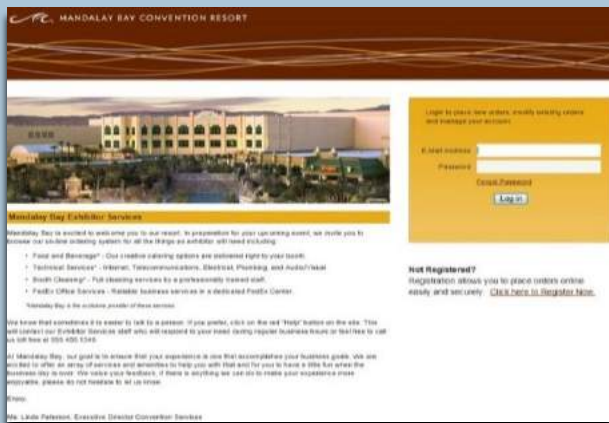 MANDALAY BAY CONVENTION RESORT
Login to place new orders, modify existing orders
and manage your account.
E-Mail Address
Password
Forgot Password
Log in
Mandalay Bay Exhibitor Services
Mandalay Bay is excited to welcome you to our resort. In preparation for your upcoming event, we invite you to
browse our on-line ordering system for all the things an exhibitor will need including:
• Food and Beverage* - Our creative catering options are delivered right to your booth.
• Technical Services* - Internet, Telecommunications, Electrical, Plumbing, and Audio/Visual
• Booth Cleaning* - Full cleaning services by a professionally trained staff.
• FedEx Office Services - Reliable business services in a dedicated FedEx Center.
*Mandalay Bay is the exclusive provider of these services.
Not Registered?
Registration allows you to place orders online
easily and securely. Click here to Register Now.
We know that sometimes it is easier to talk to a person. If you prefer, click on the red "Help" button on the site. This
will contact our Exhibitor Services staff who will respond to your need during regular business hours or feel free to call
us toll free at
At Mandalay Bay, our goal is to ensure that your experience is one that accomplishes your business goals. We are
excited to offer an array of services and amenities to help you with that and for you to have a little fun when the
business day is over. We value your feedback, if there is anything we can do to make your experience more
enjoyable, please do not hesitate to let us know.
Enjoy,
Ms. Linda Peterson, Executive Director Convention Services